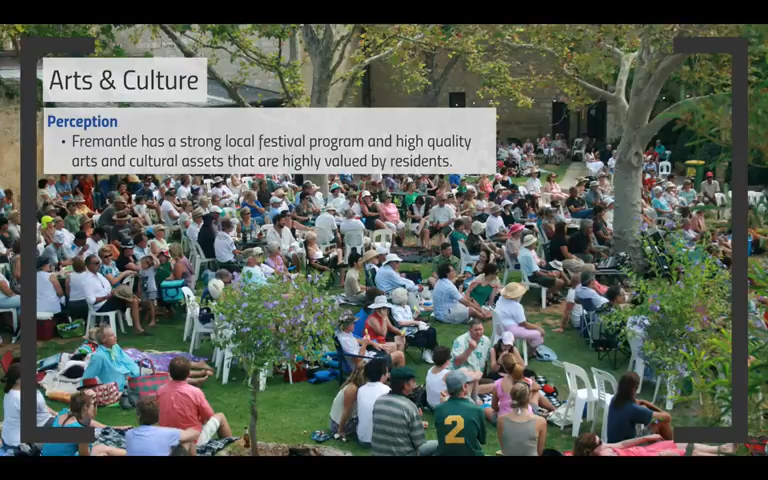 Arts & Culture
Perception
• Fremantle has a strong local festival program and high quality
arts and cultural assets that are highly valued by residents.
2